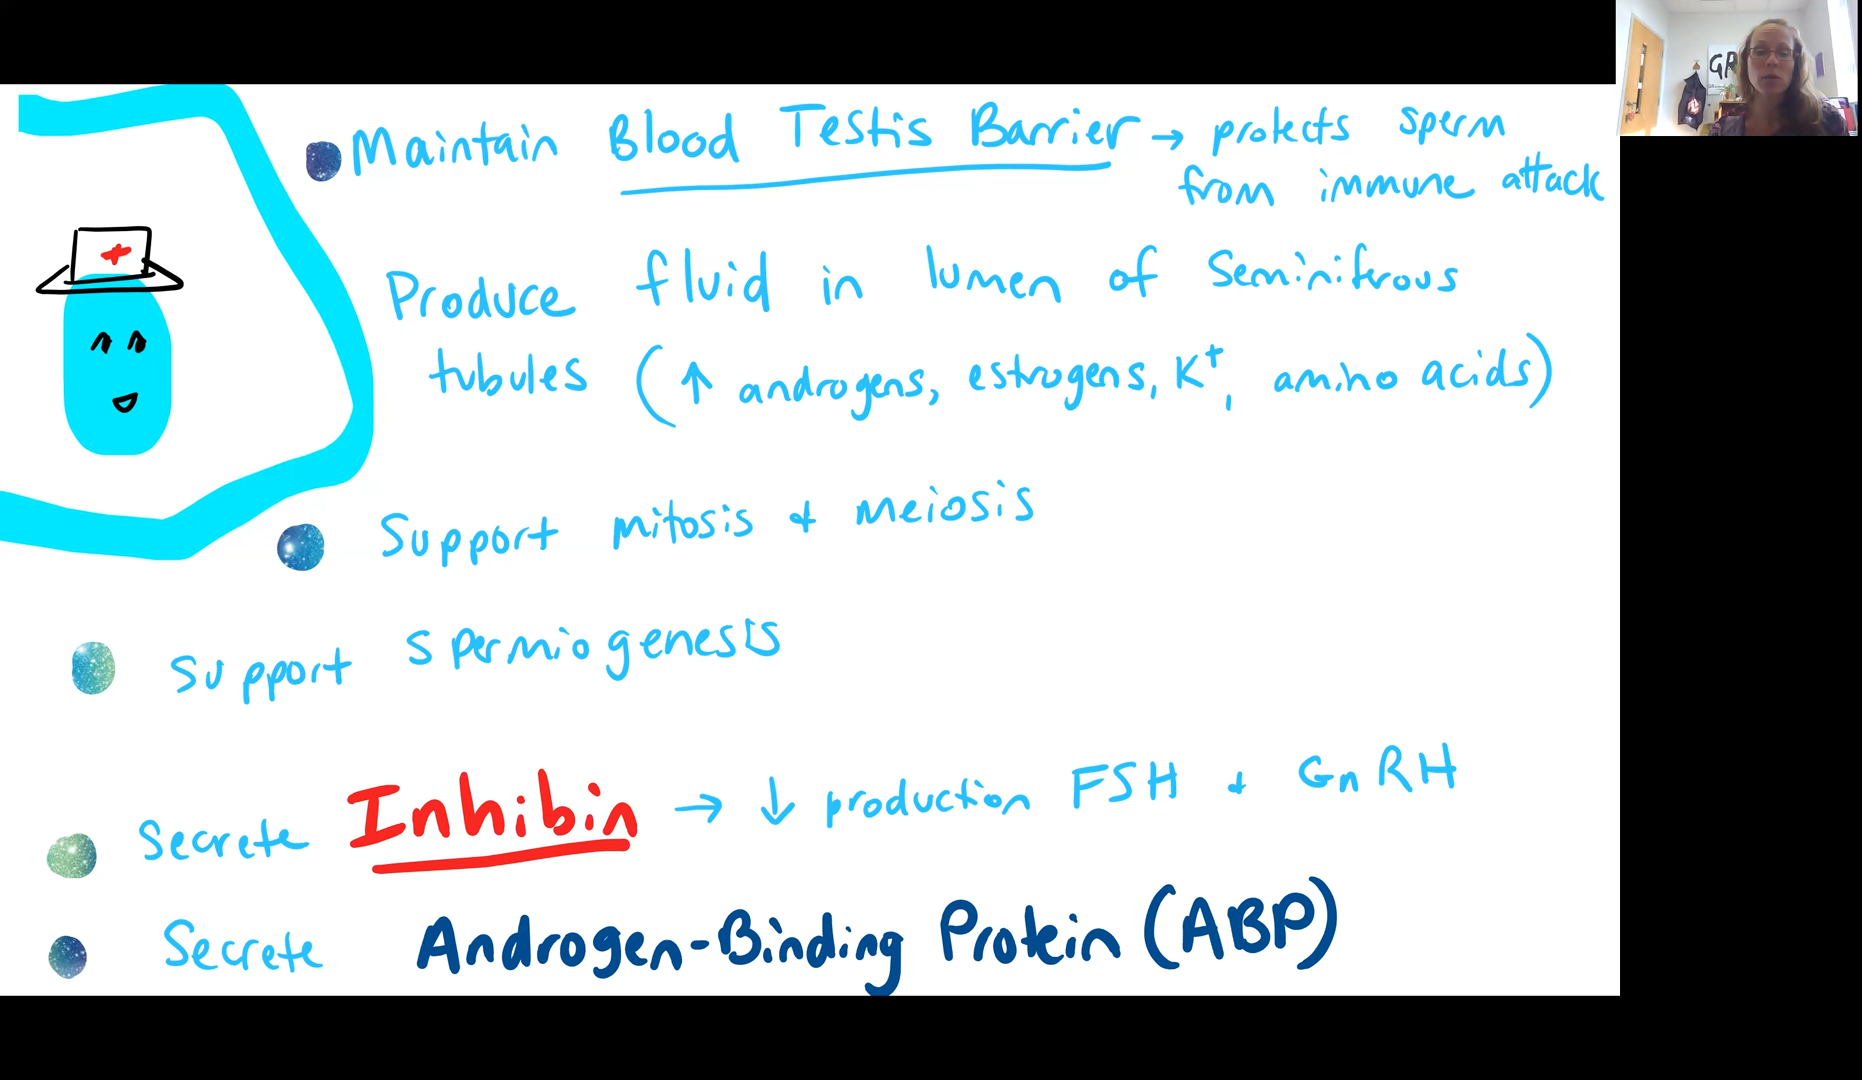 Maintain Blood Testis Barrier → protects sperm
from immune attack
Produce fluid in lumen of seminiferous
tubules (↑ androgens, estrogens, K⁺, amino acids)
Support mitosis + meiosis
Support spermiogenesis
Secrete Inhibin → ↓ production FSH + GnRH
Secrete Androgen-Binding Protein (ABP)